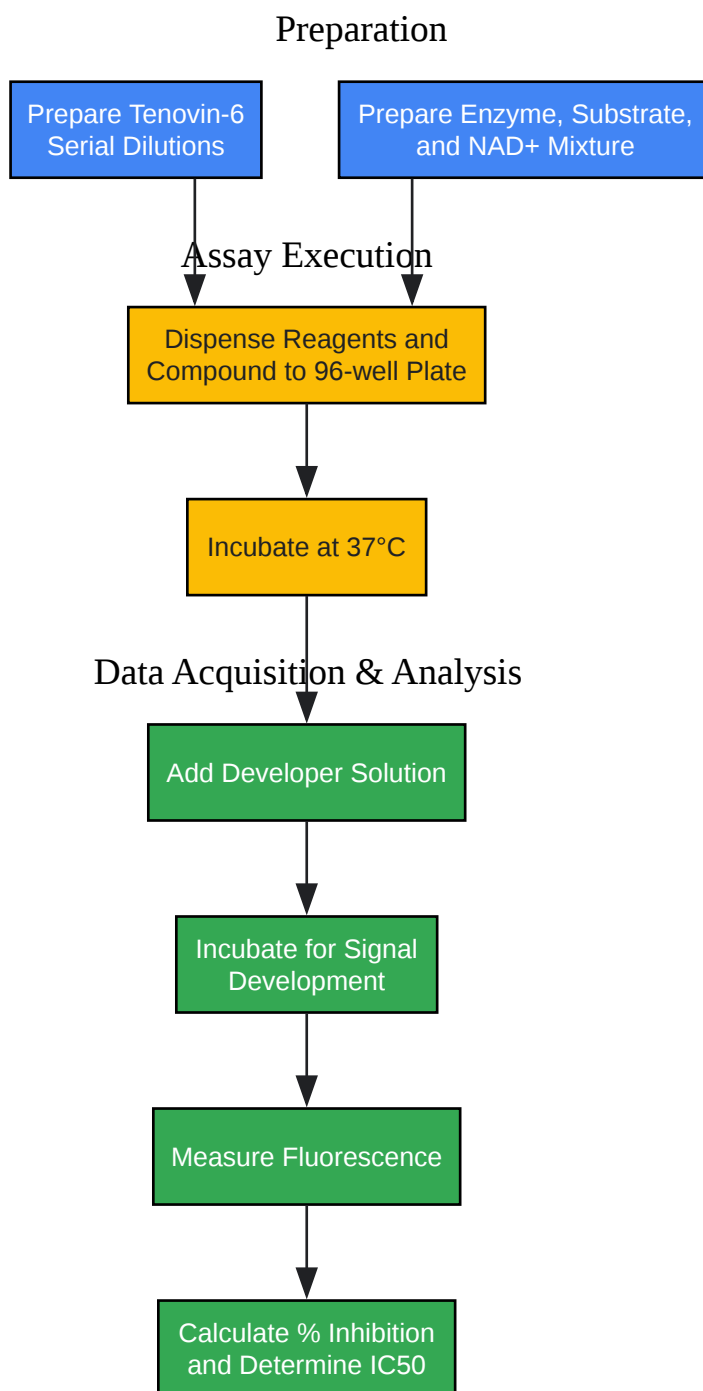 Preparation
Prepare Tenovin-6
Serial Dilutions
Prepare Enzyme, Substrate,
and NAD+ Mixture
Assay Execution
Dispense Reagents and
Compound to 96-well Plate
Incubate at 37°C
Data Acquisition & Analysis
Add Developer Solution
Incubate for Signal
Development
Measure Fluorescence
Calculate % Inhibition
and Determine IC50